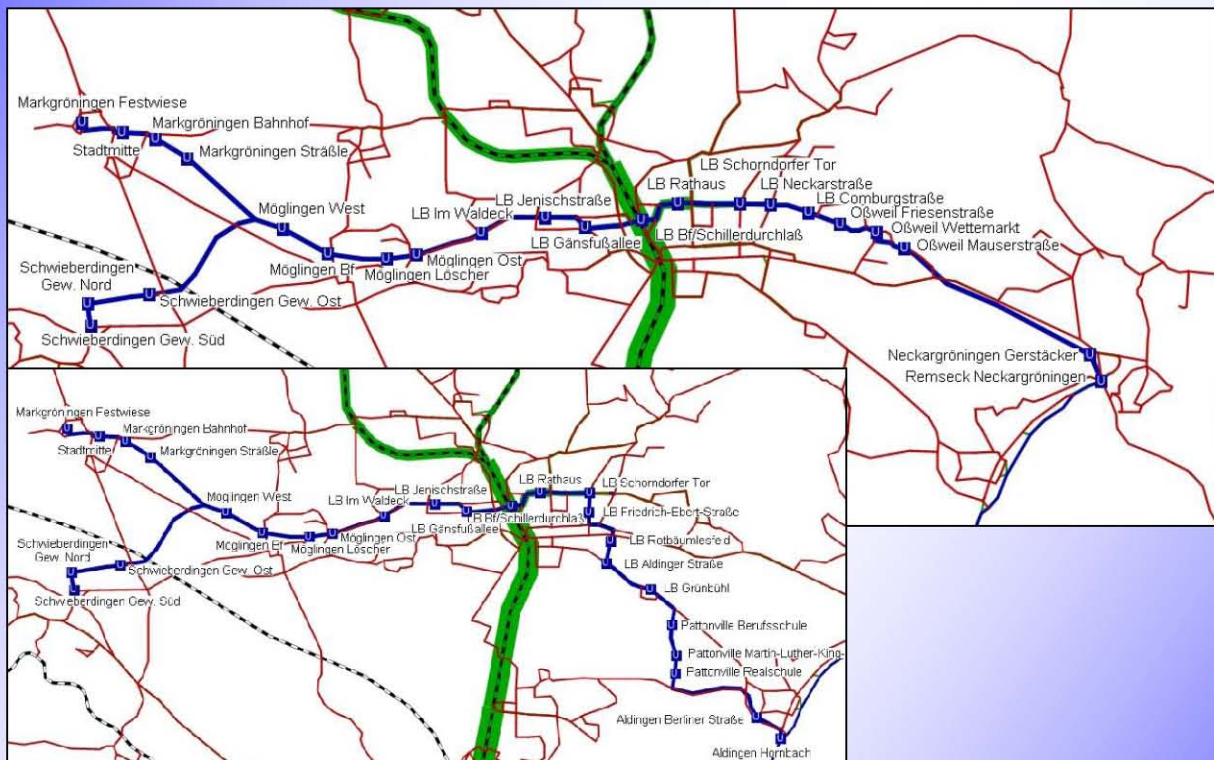 Markgröningen Festwiese
Markgröningen Bahnhof
Stadtmitte
Markgröningen Sträßle
LB Schorndorfer Tor
LB Rathaus
LB Neckarstraße
LB Jenischstraße
LB Comburgstraße
Möglingen West
LB Im Waldeck
Oßweil Friesenstraße
Oßweil Wettemarkt
LB Bf/Schillerdurchlaß
LB Gänsfußallee
Oßweil Mauserstraße
Möglingen Ost
Möglingen Bf
Möglingen Löscher
Schwieberdingen
Gew. Nord
Schwieberdingen Gew. Ost
Schwieberdingen Gew. Süd
Neckargröningen Gerstäcker
Remseck Neckargröningen
Markgröningen Festwiese
Markgröningen Bahnhof
Stadtmitte
Markgröningen Sträßle
LB Rathaus
LB Schorndorfer Tor
LB Jenischstraße
Möglingen West
LB Im Waldeck
LB Friedrich-Ebert-Straße
LB Bf/Schillerdurchlaß
LB Gänsfußallee
Möglingen Ost
Möglingen Bf
Möglingen Löscher
LB Rotbäumlesfeld
Schwieberdingen
Gew. Nord
Schwieberdingen Gew. Ost
LB Aldinger Straße
Schwieberdingen Gew. Süd
LB Grünbühl
Pattonville Berufsschule
Pattonville Martin-Luther-King-
Pattonville Realschule
Aldingen Berliner Straße
Aldingen Hornbach